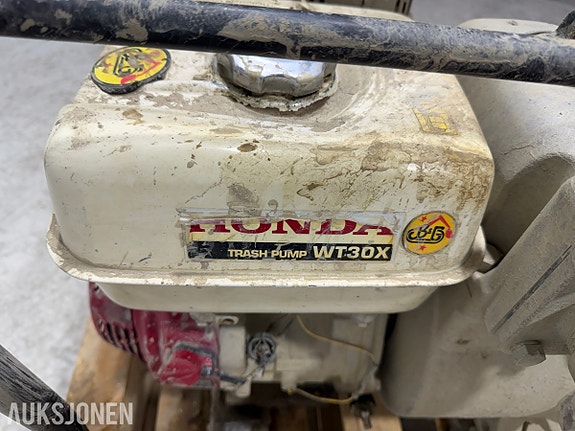 HONDA
TRASH PUMP WT30X
AUKSJONEN